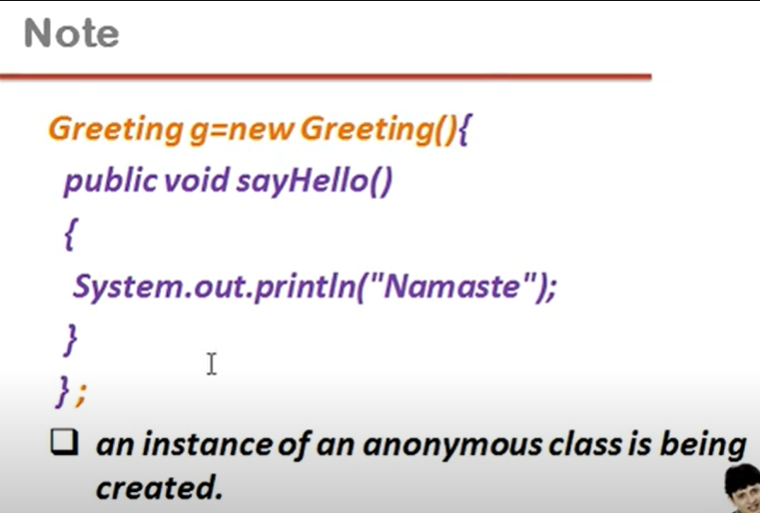 Note
Greeting g=new Greeting(){
public void sayHello()
{
System.out.println("Namaste");
}
};
❑ an instance of an anonymous class is being
created.